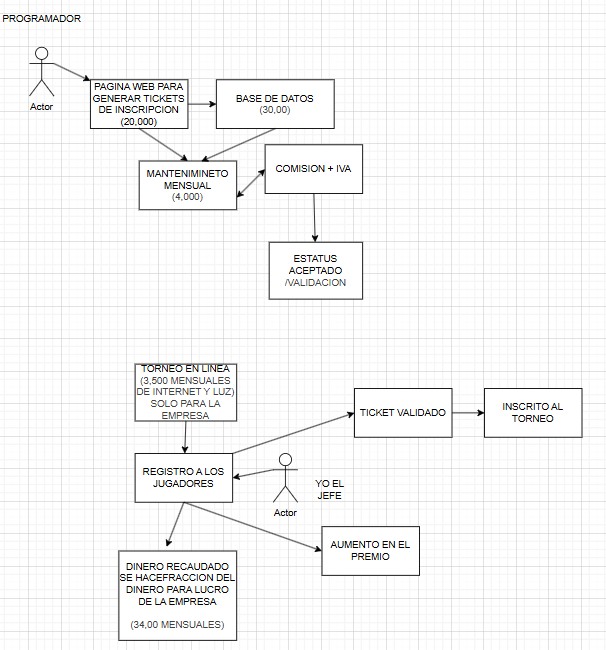 PROGRAMADOR
Actor
PAGINA WEB PARA
GENERAR TICKETS
DE INSCRIPCION
(20,000)
BASE DE DATOS
(30,00)
MANTENIMINETO
MENSUAL
(4,000)
COMISION + IVA
ESTATUS
ACEPTADO
/VALIDACION
TORNEO EN LINEA
(3,500 MENSUALES
DE INTERNET Y LUZ)
SOLO PARA LA
EMPRESA
TICKET VALIDADO
INSCRITO AL
TORNEO
REGISTRO A LOS
JUGADORES
Actor
YO EL
JEFE
AUMENTO EN EL
PREMIO
DINERO RECAUDADO
SE HACEFRACCION DEL
DINERO PARA LUCRO
DE LA EMPRESA
(34,00 MENSUALES)